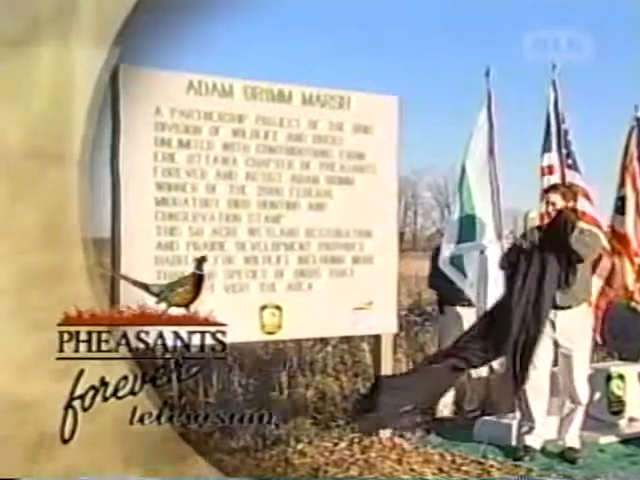 ADAM GRIMM MARSH
A PARTNERSHIP PROJECT OF THE OHIO
DIVISION OF WILDLIFE AND DUCKS
UNLIMITED WITH CONTRIBUTIONS FROM
ERIE OTTAWA CHAPTER OF PHEASANTS
FOREVER AND ARTIST ADAM GRIMM
WINNER OF THE 2000 FEDERAL
MIGRATORY BIRD HUNTING AND
CONSERVATION STAMP
THIS 50 ACRE WETLAND RESTORATION
AND PRAIRIE DEVELOPMENT PROVIDES
HABITAT FOR WILDLIFE INCLUDING MORE
THAN SPECIES OF BIRDS THAT
VISIT THE AREA
PHEASANTS
forever
television